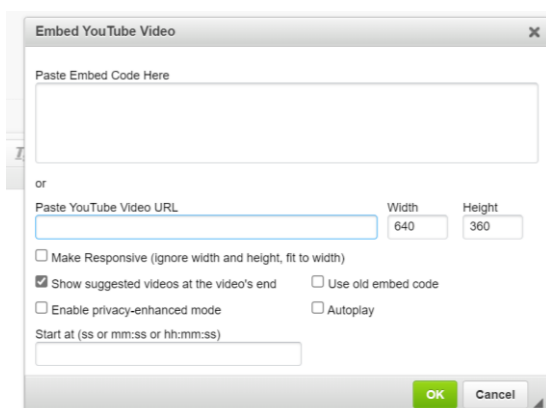 Embed YouTube Video
Paste Embed Code Here
or
Paste YouTube Video URL Width Height
640 360
Make Responsive (ignore width and height, fit to width)
Show suggested videos at the video's end Use old embed code
Enable privacy-enhanced mode Autoplay
Start at (ss or mm:ss or hh:mm:ss)
OK Cancel